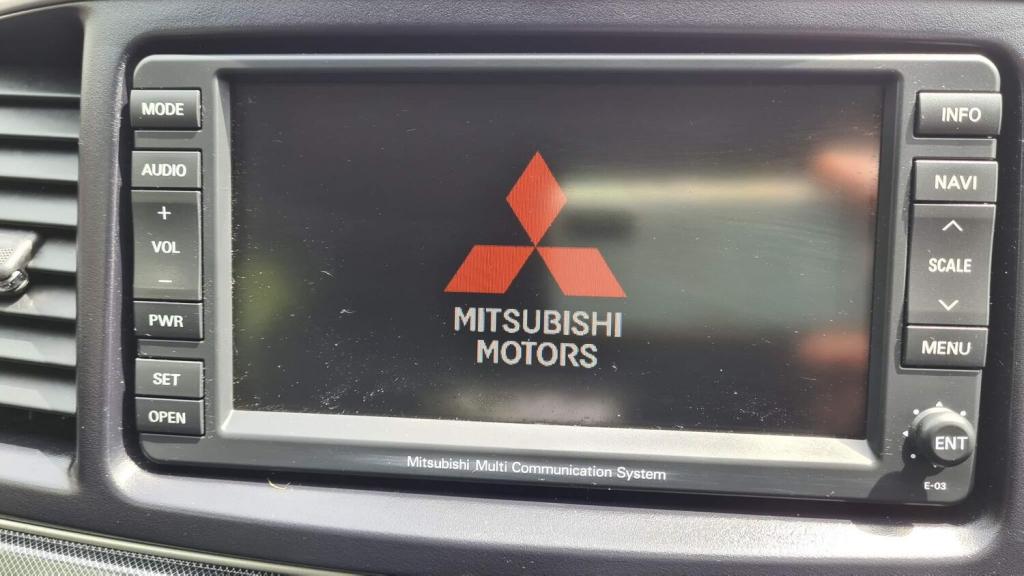 MODE
AUDIO
+
VOL
−
PWR
SET
OPEN
MITSUBISHI
MOTORS
Mitsubishi Multi Communication System
INFO
NAVI
SCALE
MENU
ENT
E-03